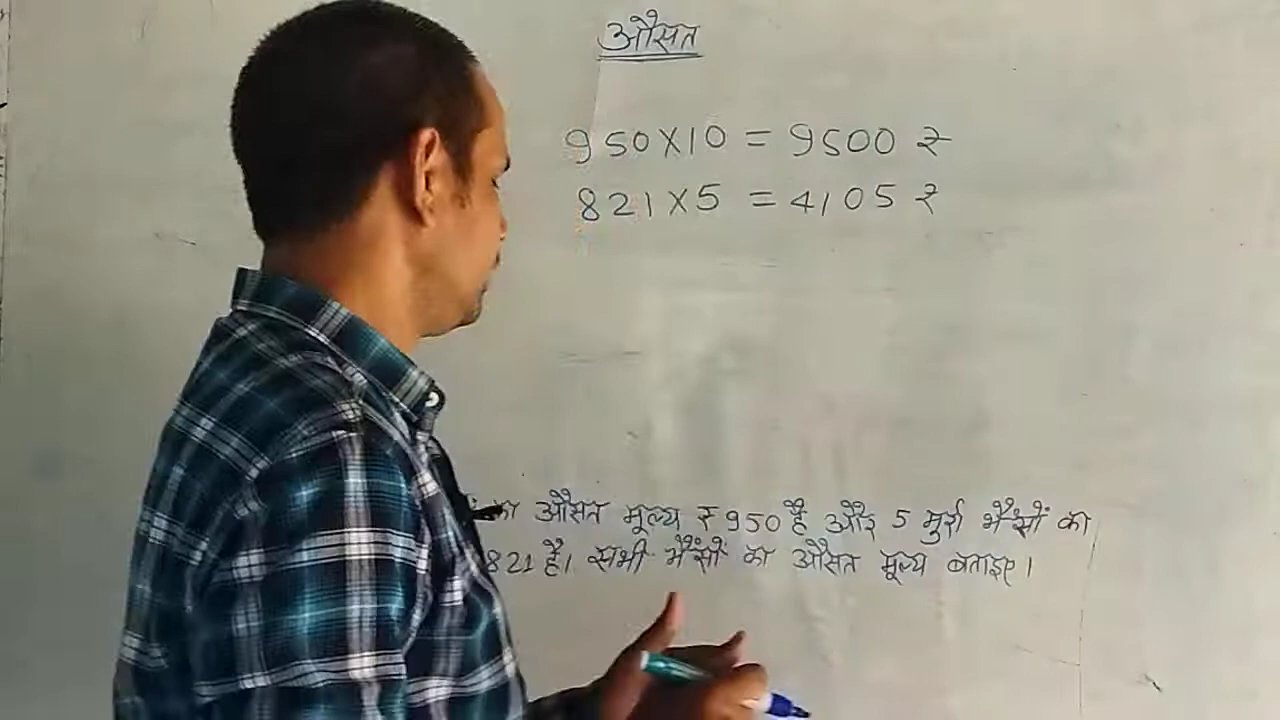 औसत
950X10 = 9500 ₹
821X5 = 4105 ₹
का औसत मूल्य ₹950 है और 5 मुर्रा भैंसों का
821 है। सभी भैंसों का औसत मूल्य बताइए।